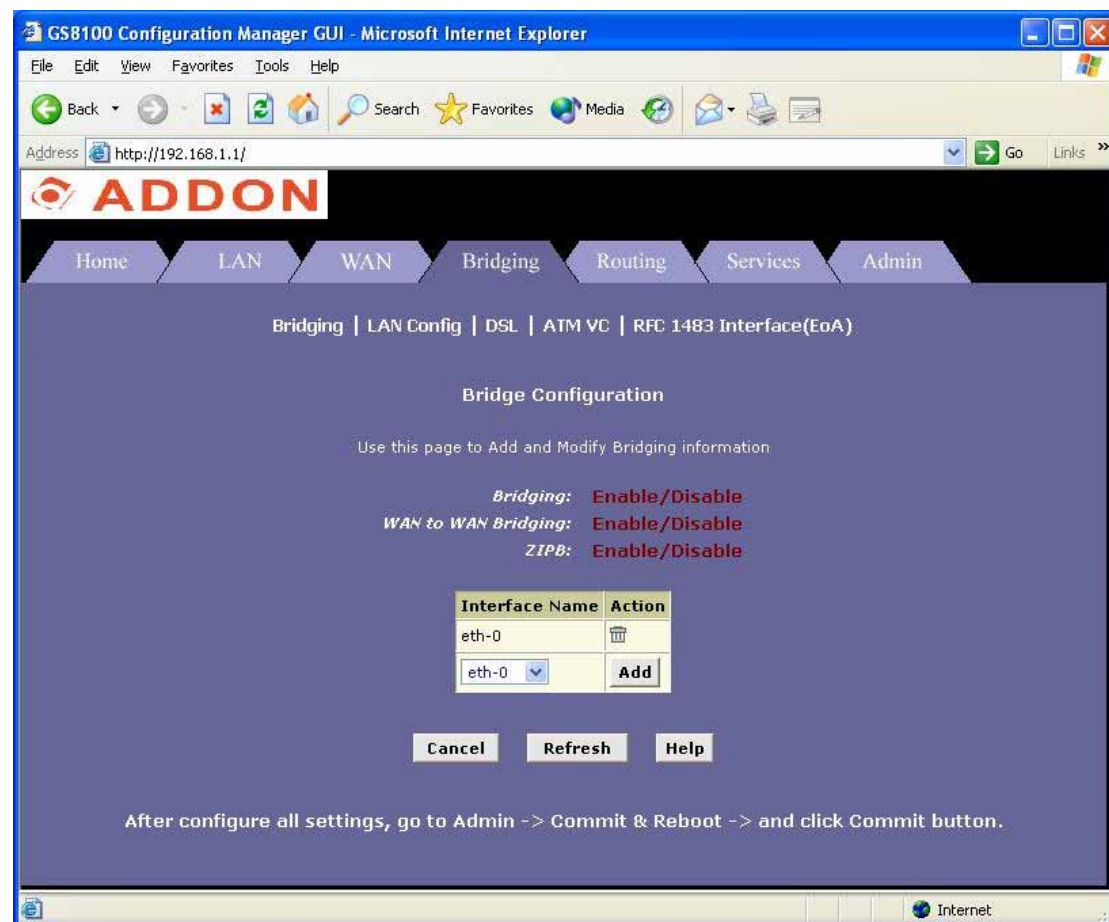 GS8100 Configuration Manager GUI - Microsoft Internet Explorer
File Edit View Favorites Tools Help
Back Search Favorites Media
Address http://192.168.1.1/ Go Links »
ADDON
Home LAN WAN Bridging Routing Services Admin
Bridging | LAN Config | DSL | ATM VC | RFC 1483 Interface(EoA)
Bridge Configuration
Use this page to Add and Modify Bridging information
Bridging: Enable/Disable
WAN to WAN Bridging: Enable/Disable
ZIPB: Enable/Disable
Interface Name Action
eth-0
eth-0 Add
Cancel Refresh Help
After configure all settings, go to Admin -> Commit & Reboot -> and click Commit button.
Internet